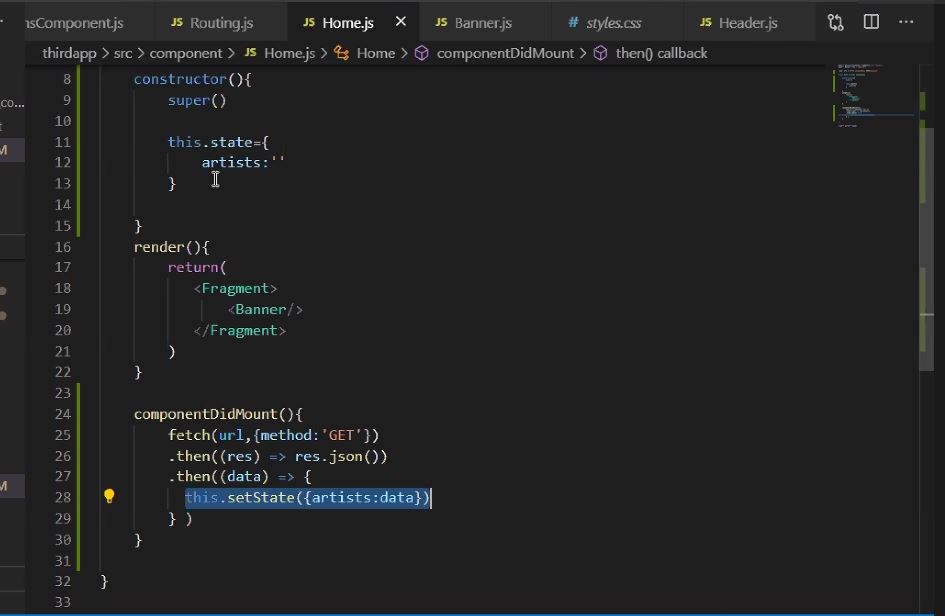 nsComponent.js JS Routing.js JS Home.js × JS Banner.js # styles.css JS Header.js ...
thirdapp > src > component > JS Home.js > Home > componentDidMount > then() callback
8 constructor(){
9 super()
10
11 this.state={
12 artists:''
13 }
14
15 }
16 render(){
17 return(
18 <Fragment>
19 <Banner/>
20 </Fragment>
21 )
22 }
23
24 componentDidMount(){
25 fetch(url,{method:'GET'})
26 .then((res) => res.json())
27 .then((data) => {
28 this.setState({artists:data})
29 } )
30 }
31
32 }
33
_co...
t
M
M